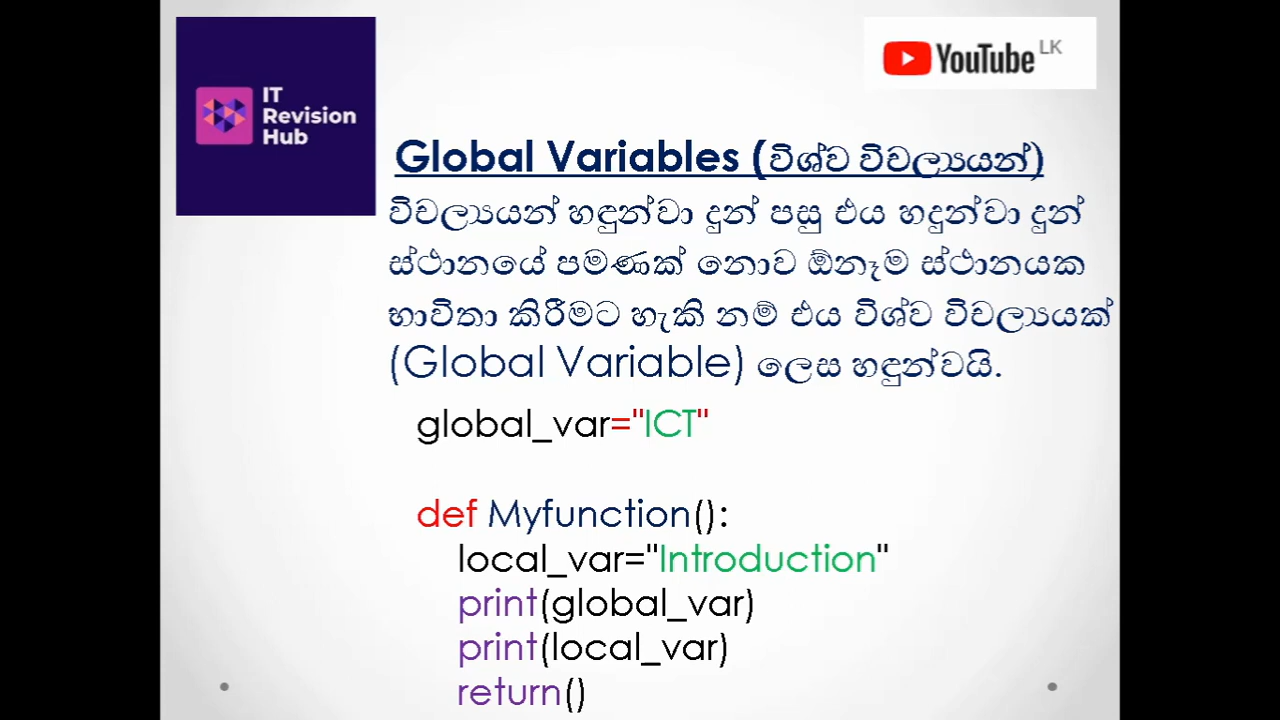 IT
Revision
Hub
YouTube LK
Global Variables (විශ්ව විචල්‍යයන්)
විචල්‍යයන් හඳුන්වා දුන් පසු එය හදුන්වා දුන්
ස්ථානයේ පමණක් නොව ඕනෑම ස්ථානයක
භාවිතා කිරීමට හැකි නම් එය විශ්ව විචල්‍යයක්
(Global Variable) ලෙස හඳුන්වයි.
global_var="ICT"
def Myfunction():
local_var="Introduction"
print(global_var)
print(local_var)
return()